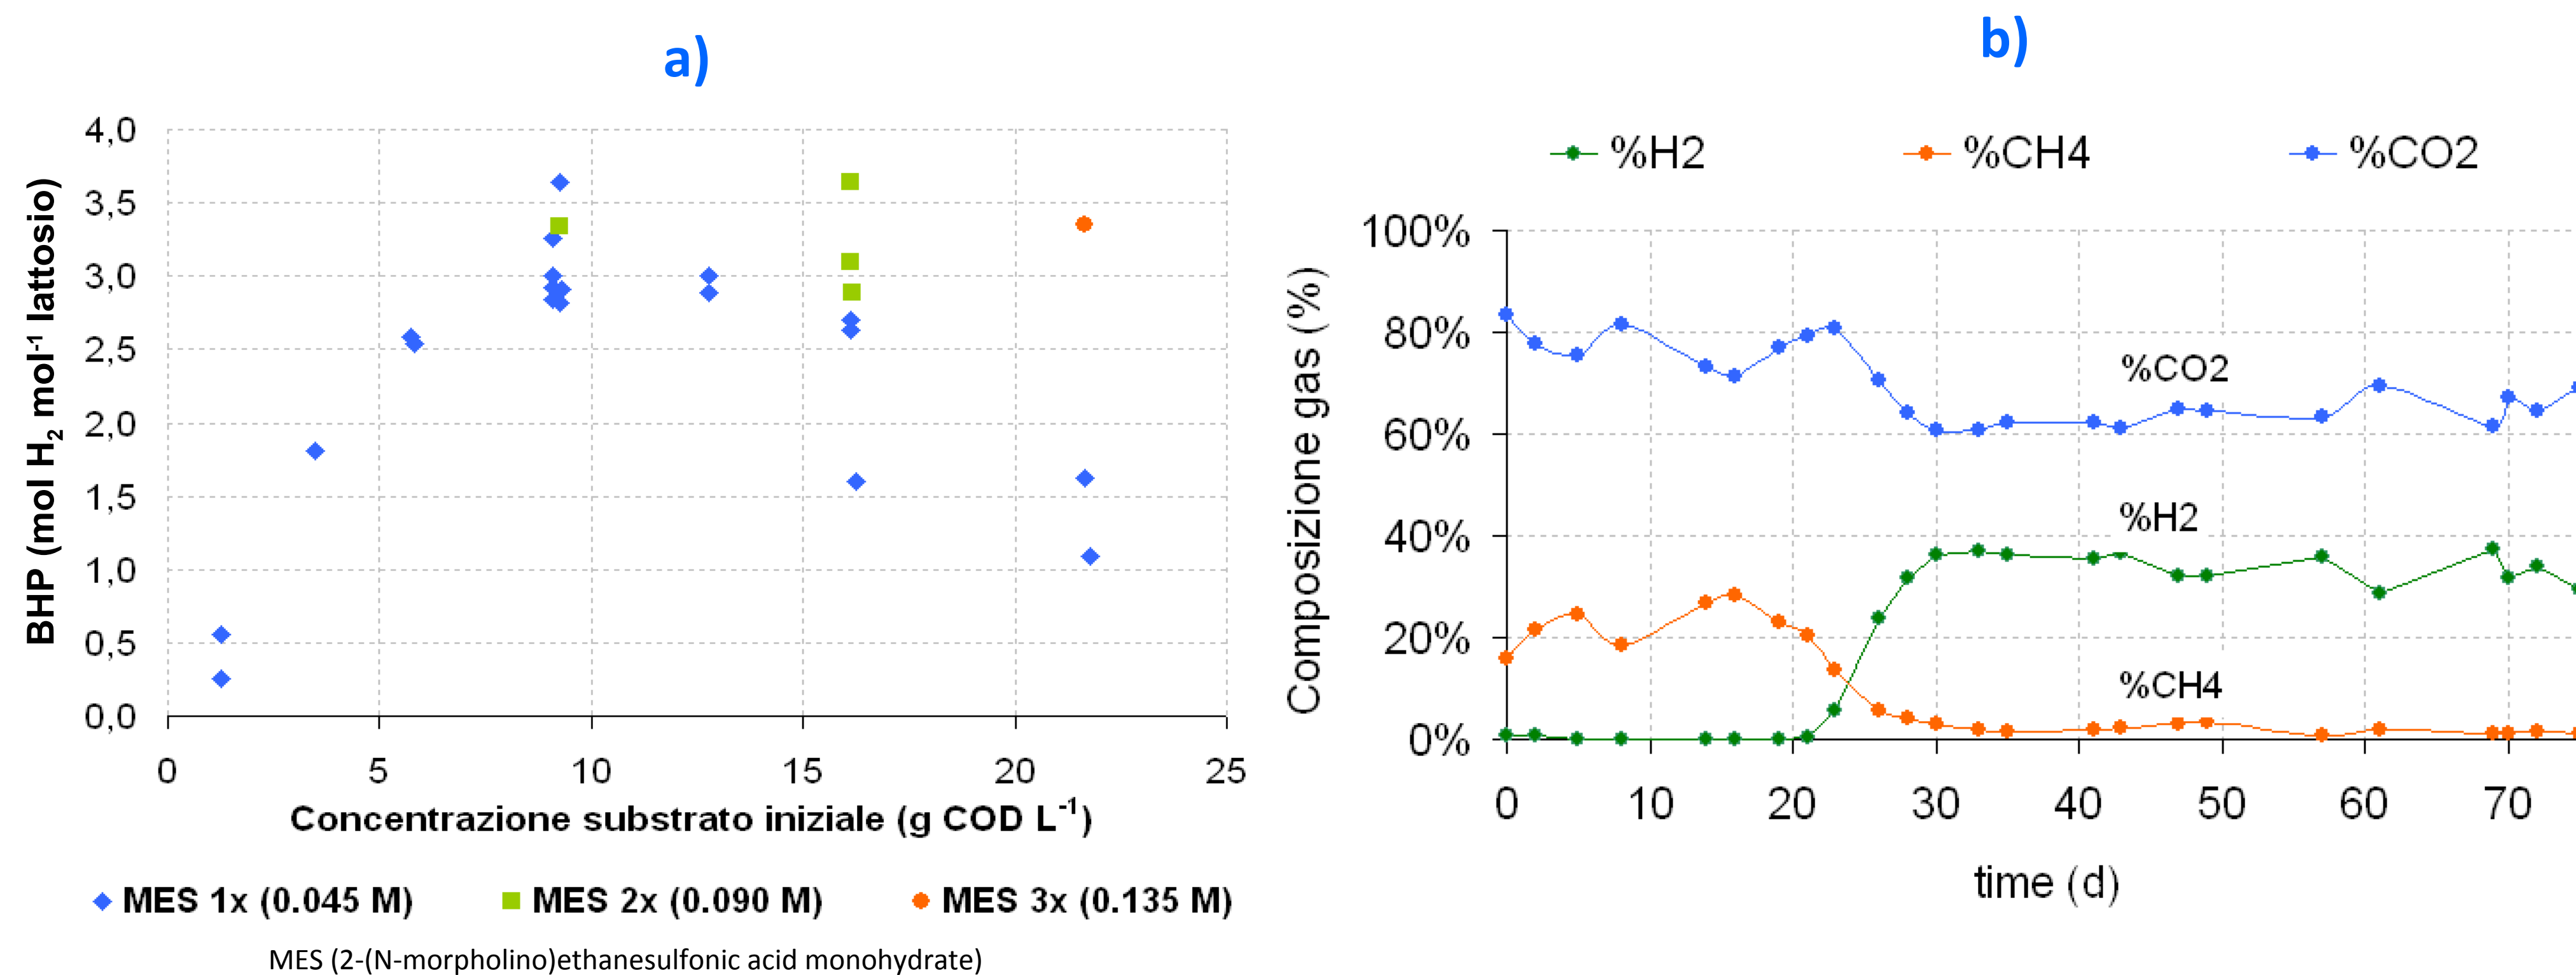 a)
4,0
3,5
3,0
2,5
2,0
1,5
1,0
0,5
0,0
BHP (mol H2 mol-1 lattosio)
0 5 10 15 20 25
Concentrazione substrato iniziale (g COD L-1)
MES 1x (0.045 M) MES 2x (0.090 M) MES 3x (0.135 M)
MES (2-(N-morpholino)ethanesulfonic acid monohydrate)
b)
%H2 %CH4 %CO2
100%
80%
60%
40%
20%
0%
Composizione gas (%)
%CO2
%H2
%CH4
0 10 20 30 40 50 60 70
time (d)